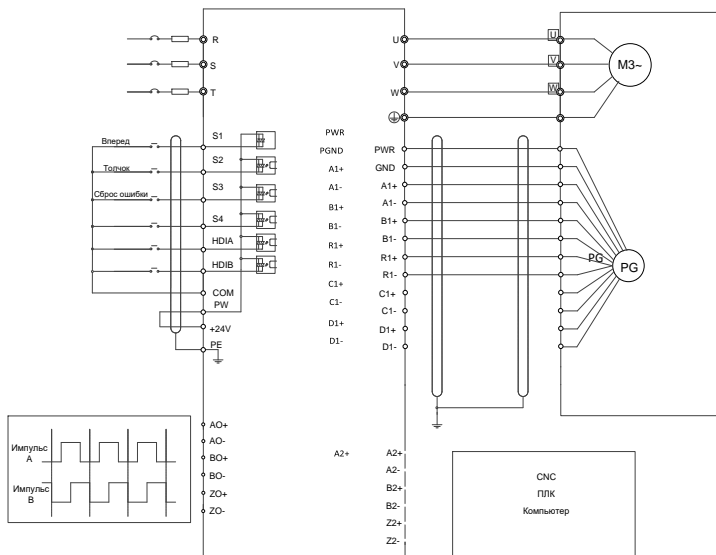 R
S
T
U
V
W
U
V
W
M3~
Вперед
Толчок
Сброс ошибки
S1
S2
S3
S4
HDIA
HDIB
COM
PW
+24V
PE
PWR
PGND
A1+
A1-
B1+
B1-
R1+
R1-
C1+
C1-
D1+
D1-
PWR
GND
A1+
A1-
B1+
B1-
R1+
R1-
C1+
C1-
D1+
D1-
PG
PG
Импульс
A
Импульс
B
AO+
AO-
BO+
BO-
ZO+
ZO-
A2+
A2+
A2-
B2+
B2-
Z2+
Z2-
CNC
ПЛК
Компьютер